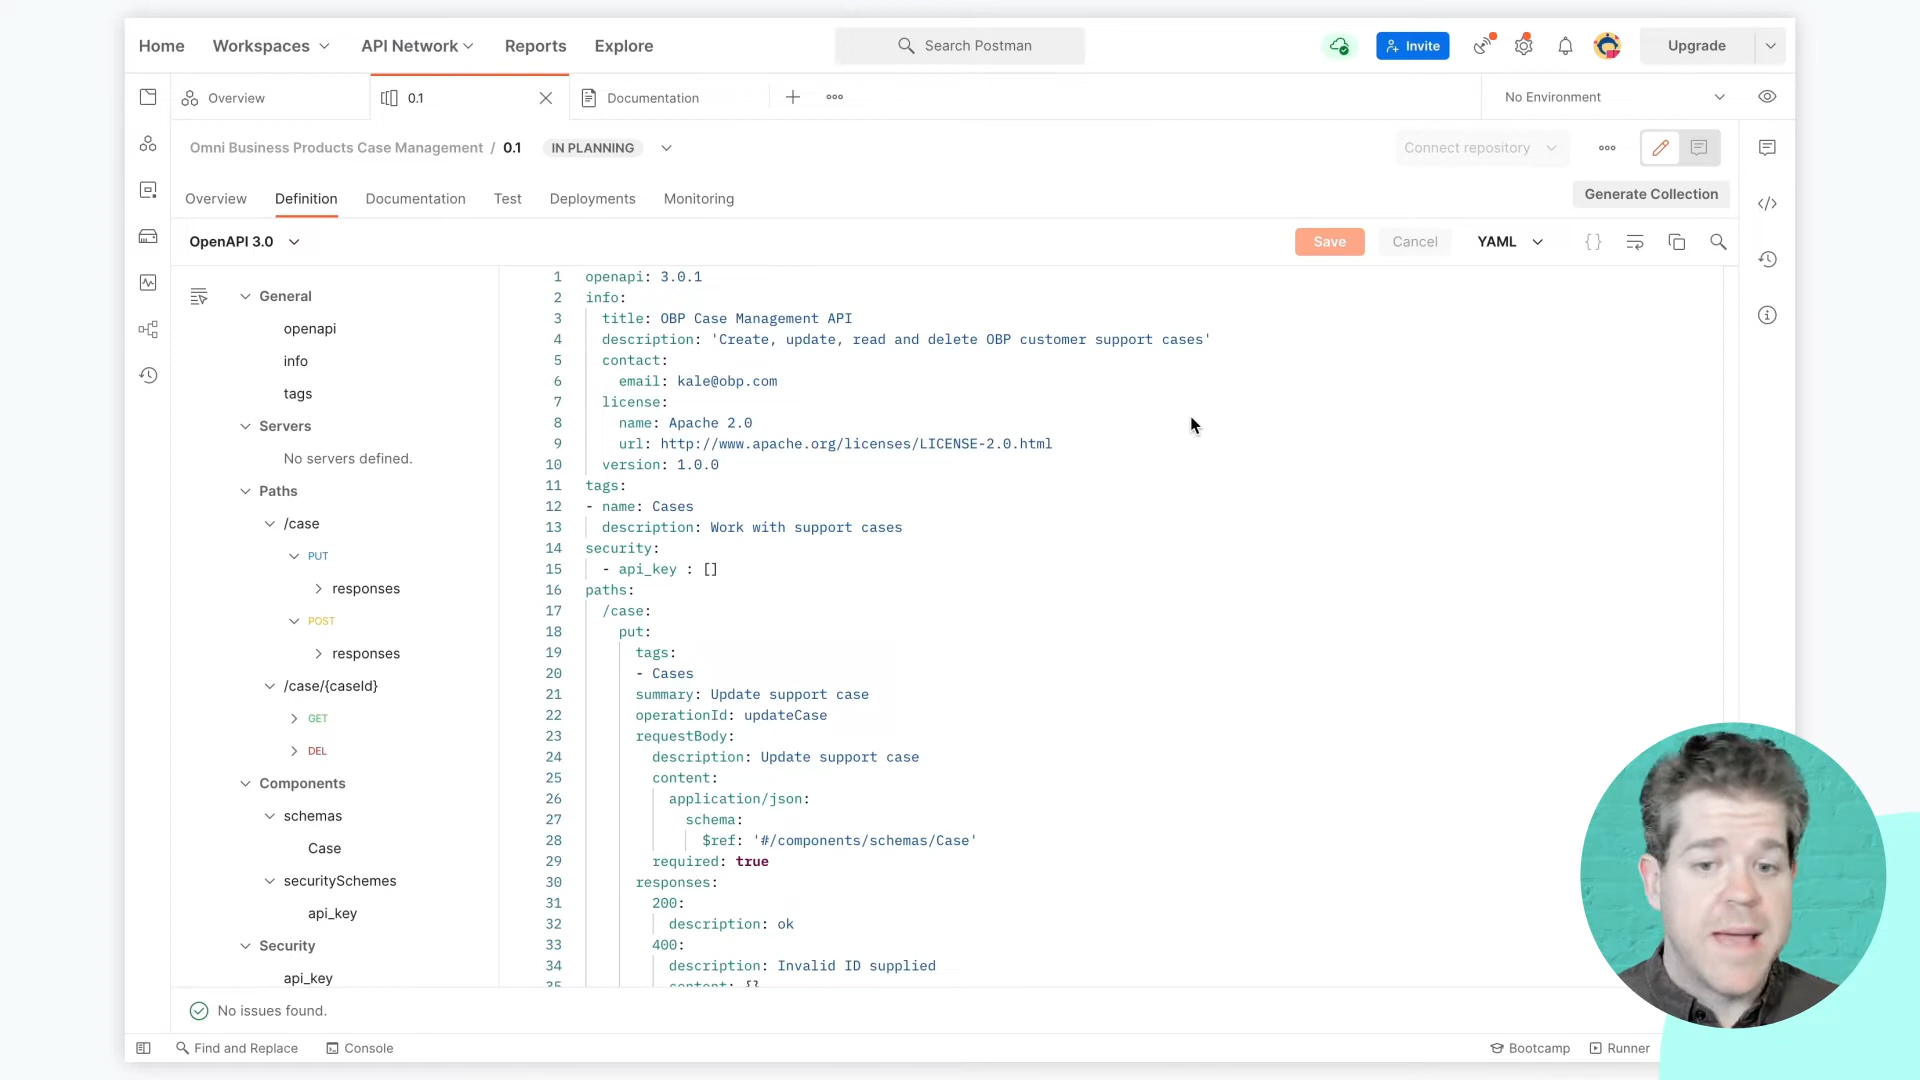 Home Workspaces API Network Reports Explore Search Postman Invite Upgrade
Overview 0.1 Documentation No Environment
Omni Business Products Case Management / 0.1 IN PLANNING Connect repository
Overview Definition Documentation Test Deployments Monitoring Generate Collection
OpenAPI 3.0 Save Cancel YAML
General
openapi
info
tags
Servers
No servers defined.
Paths
/case
PUT
responses
POST
responses
/case/{caseId}
GET
DEL
Components
schemas
Case
securitySchemes
api_key
Security
api_key
1 openapi: 3.0.1
2 info:
3 title: OBP Case Management API
4 description: 'Create, update, read and delete OBP customer support cases'
5 contact:
6 email: kale@obp.com
7 license:
8 name: Apache 2.0
9 url: http://www.apache.org/licenses/LICENSE-2.0.html
10 version: 1.0.0
11 tags:
12 - name: Cases
13 description: Work with support cases
14 security:
15 - api_key : []
16 paths:
17 /case:
18 put:
19 tags:
20 - Cases
21 summary: Update support case
22 operationId: updateCase
23 requestBody:
24 description: Update support case
25 content:
26 application/json:
27 schema:
28 $ref: '#/components/schemas/Case'
29 required: true
30 responses:
31 200:
32 description: ok
33 400:
34 description: Invalid ID supplied
35 content: {}
No issues found.
Find and Replace Console Bootcamp Runner